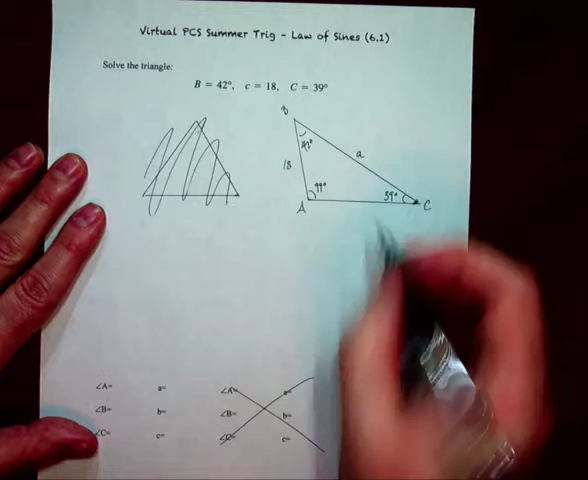 Virtual PCS Summer Trig - Law of Sines (6.1)
Solve the triangle:
B = 42°, c = 18, C = 39°
B
42°
18
a
99°
39°
A
C
∠A= a= ∠A= a=
∠B= b= ∠B= b=
∠C= c= ∠C= c=